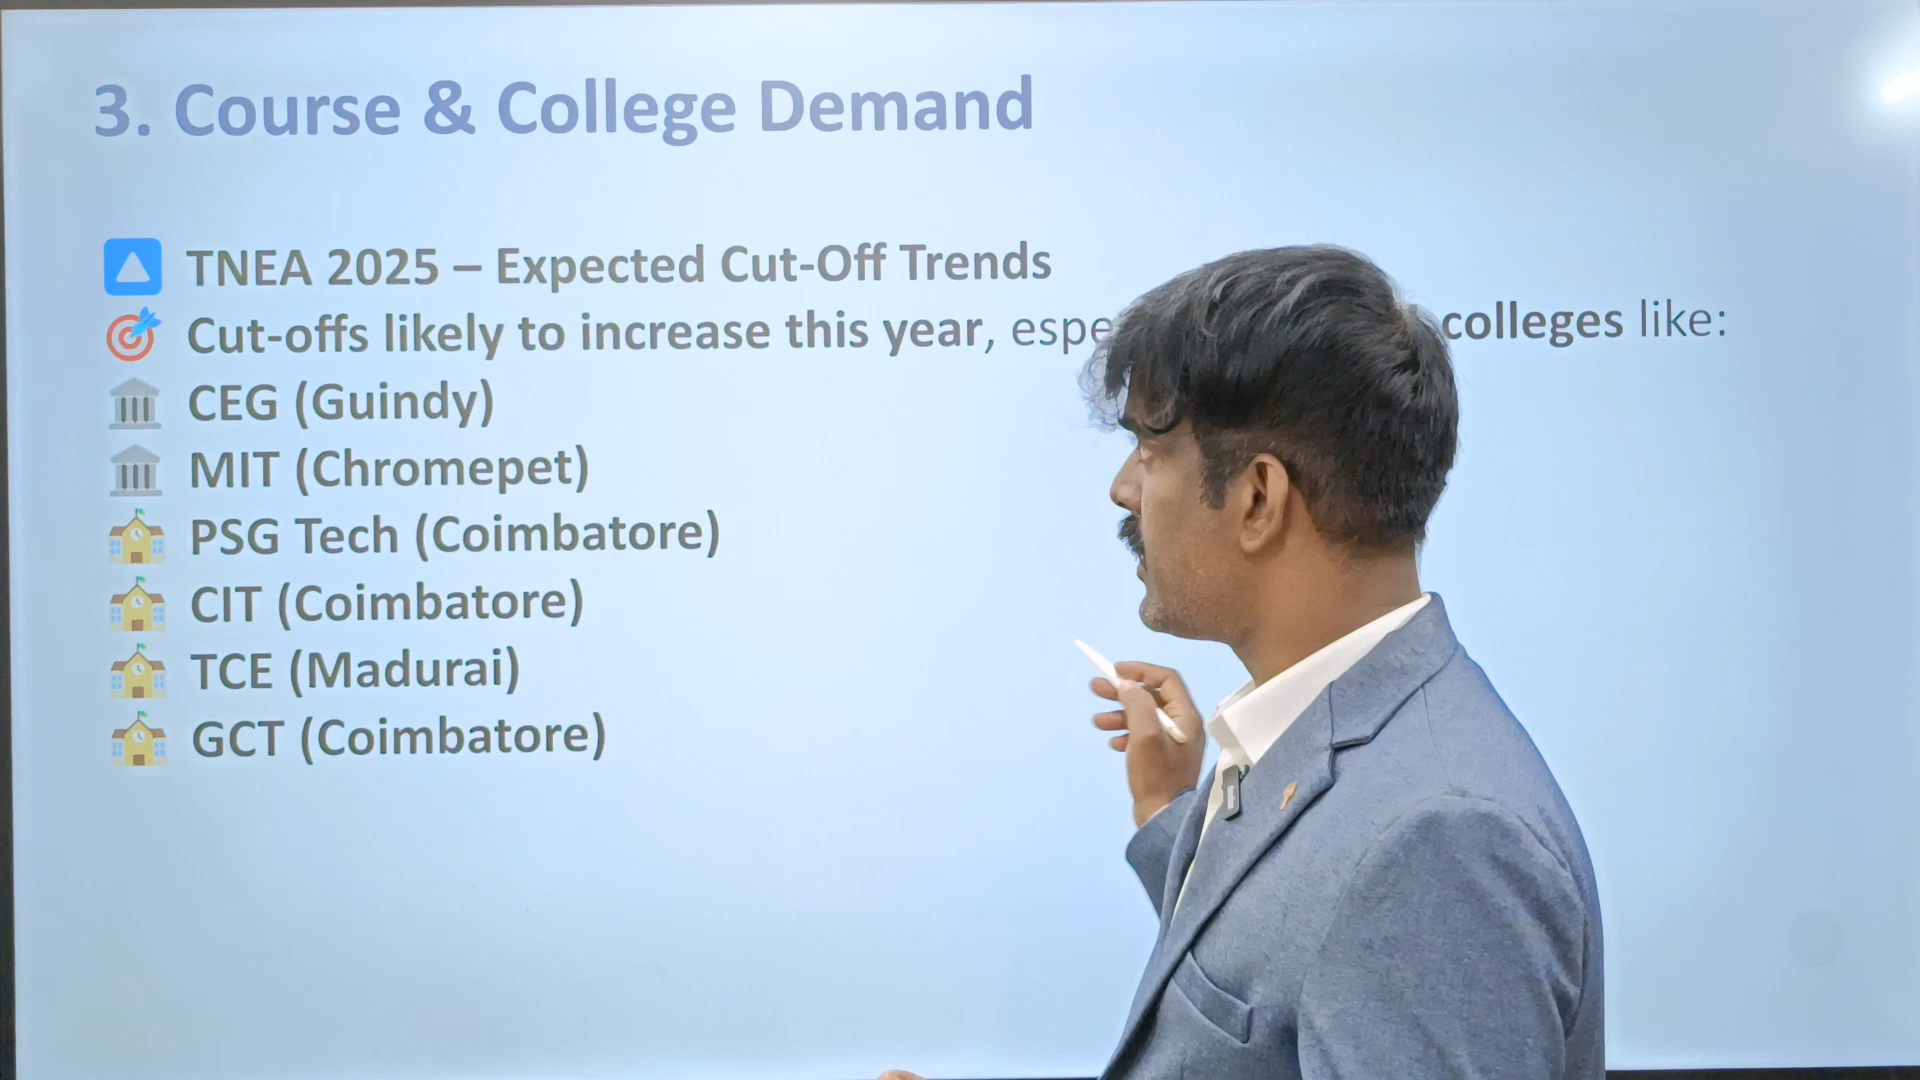 3. Course & College Demand
TNEA 2025 – Expected Cut-Off Trends
Cut-offs likely to increase this year, colleges like:
CEG (Guindy)
MIT (Chromepet)
PSG Tech (Coimbatore)
CIT (Coimbatore)
TCE (Madurai)
GCT (Coimbatore)